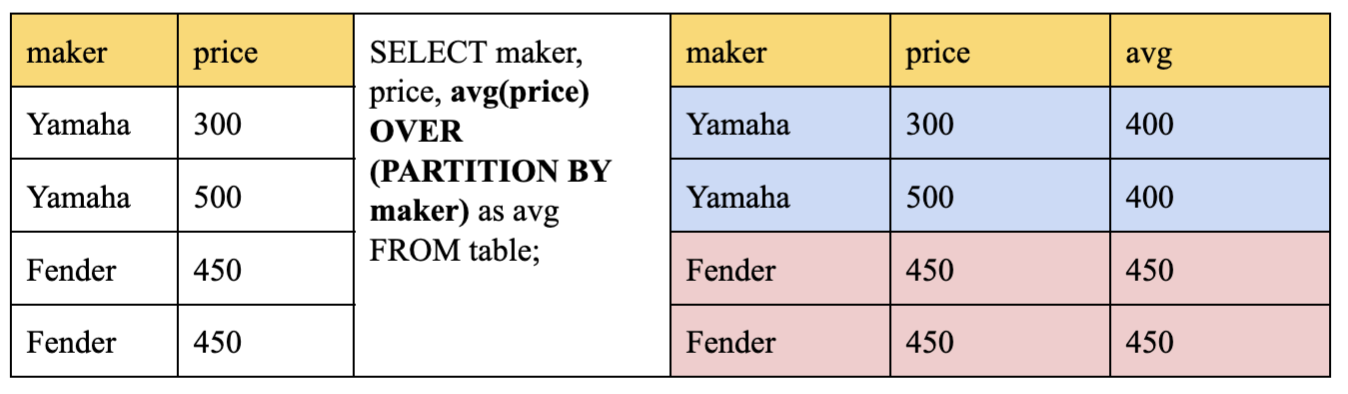 maker price
Yamaha 300
Yamaha 500
Fender 450
Fender 450
SELECT maker,
price, avg(price)
OVER
(PARTITION BY
maker) as avg
FROM table;
maker price avg
Yamaha 300 400
Yamaha 500 400
Fender 450 450
Fender 450 450